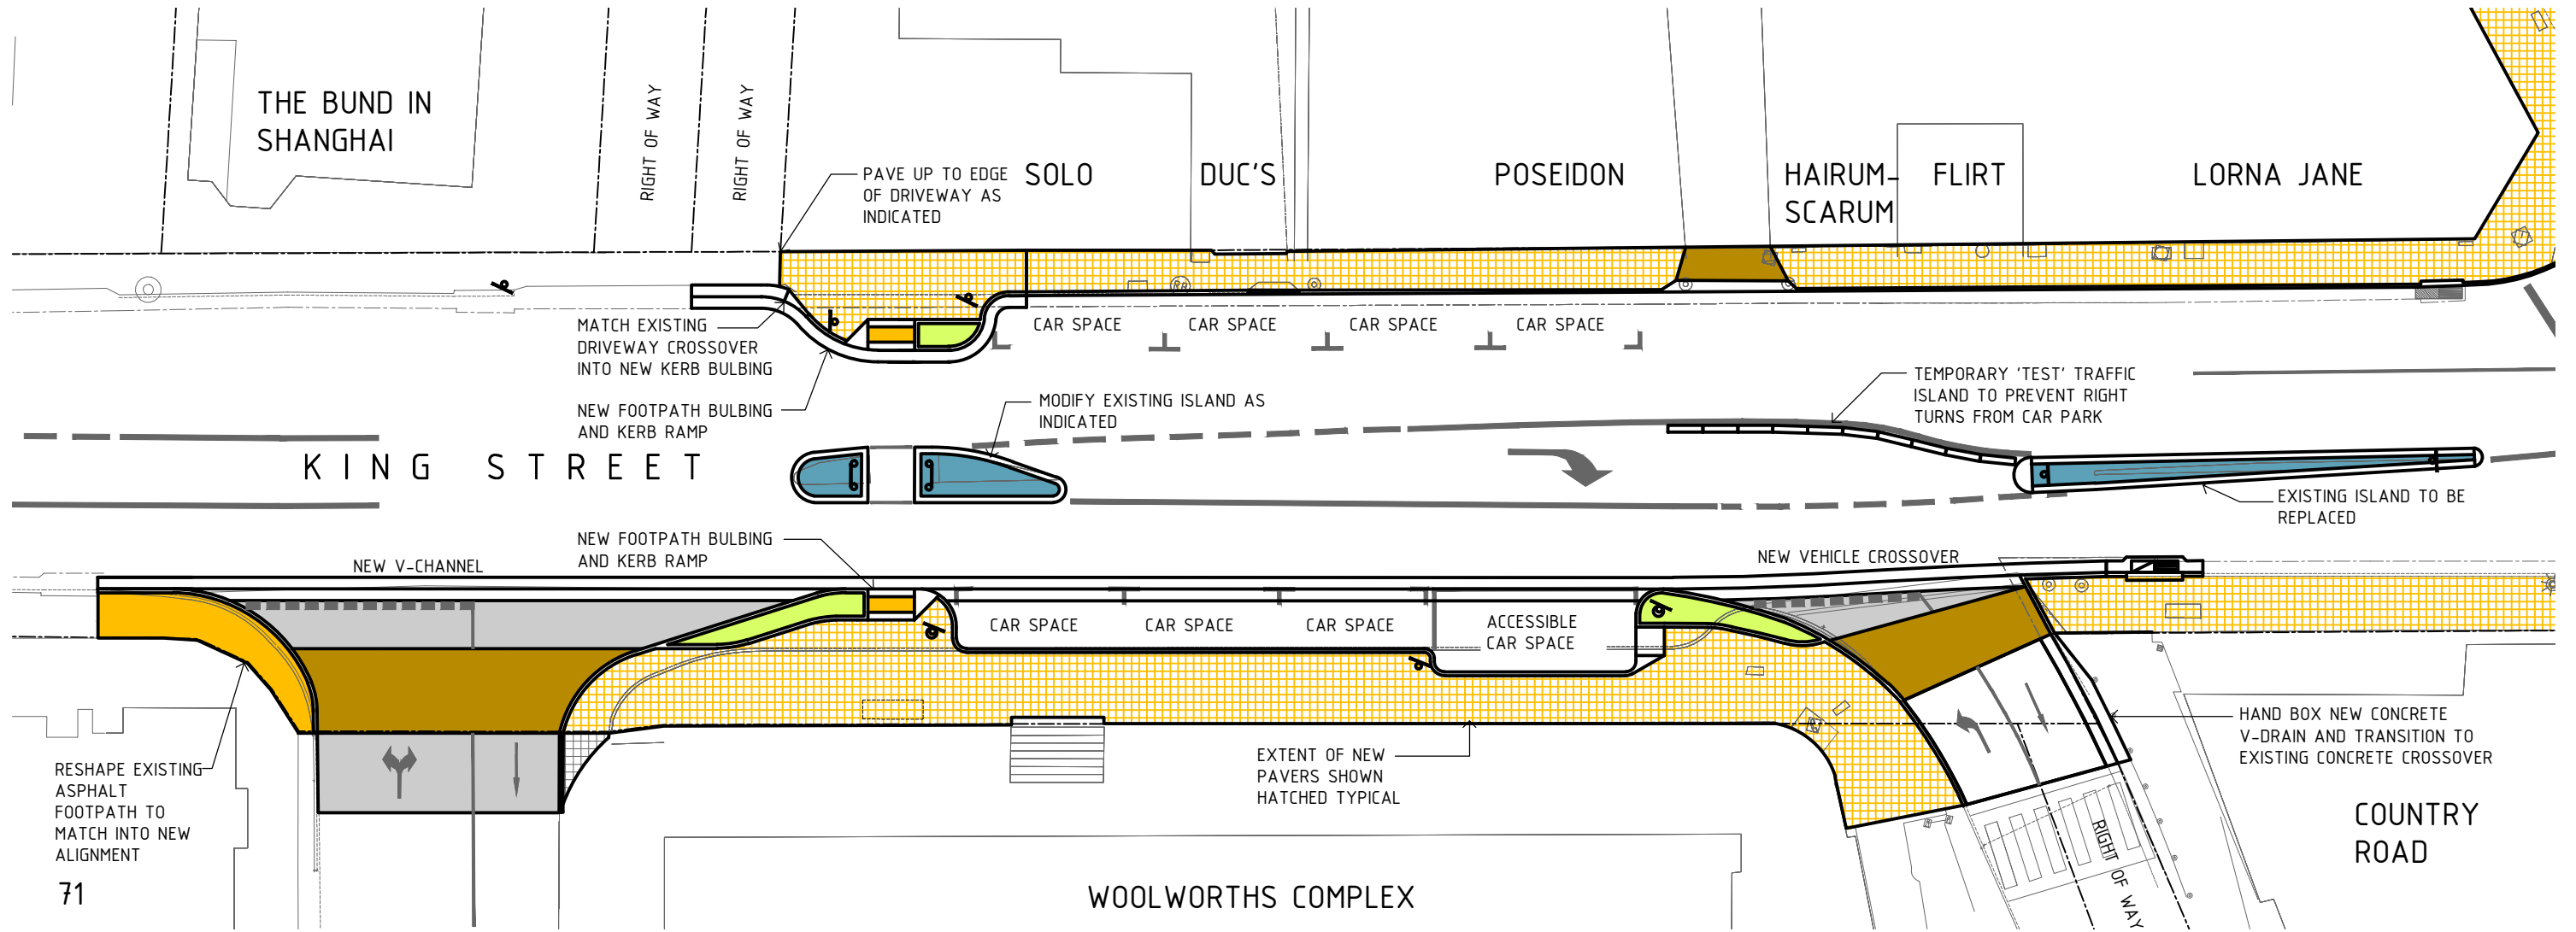 THE BUND IN
SHANGHAI
RIGHT OF WAY
RIGHT OF WAY
PAVE UP TO EDGE
OF DRIVEWAY AS
INDICATED
SOLO
DUC'S
POSEIDON
HAIRUM-
SCARUM
FLIRT
LORNA JANE
RB
MATCH EXISTING
DRIVEWAY CROSSOVER
INTO NEW KERB BULBING
CAR SPACE
CAR SPACE
CAR SPACE
CAR SPACE
NEW FOOTPATH BULBING
AND KERB RAMP
MODIFY EXISTING ISLAND AS
INDICATED
TEMPORARY 'TEST' TRAFFIC
ISLAND TO PREVENT RIGHT
TURNS FROM CAR PARK
KING STREET
EXISTING ISLAND TO BE
REPLACED
NEW FOOTPATH BULBING
AND KERB RAMP
NEW V-CHANNEL
NEW VEHICLE CROSSOVER
CAR SPACE
CAR SPACE
CAR SPACE
ACCESSIBLE
CAR SPACE
RESHAPE EXISTING
ASPHALT
FOOTPATH TO
MATCH INTO NEW
ALIGNMENT
EXTENT OF NEW
PAVERS SHOWN
HATCHED TYPICAL
HAND BOX NEW CONCRETE
V-DRAIN AND TRANSITION TO
EXISTING CONCRETE CROSSOVER
71
WOOLWORTHS COMPLEX
RIGHT OF WAY
COUNTRY
ROAD